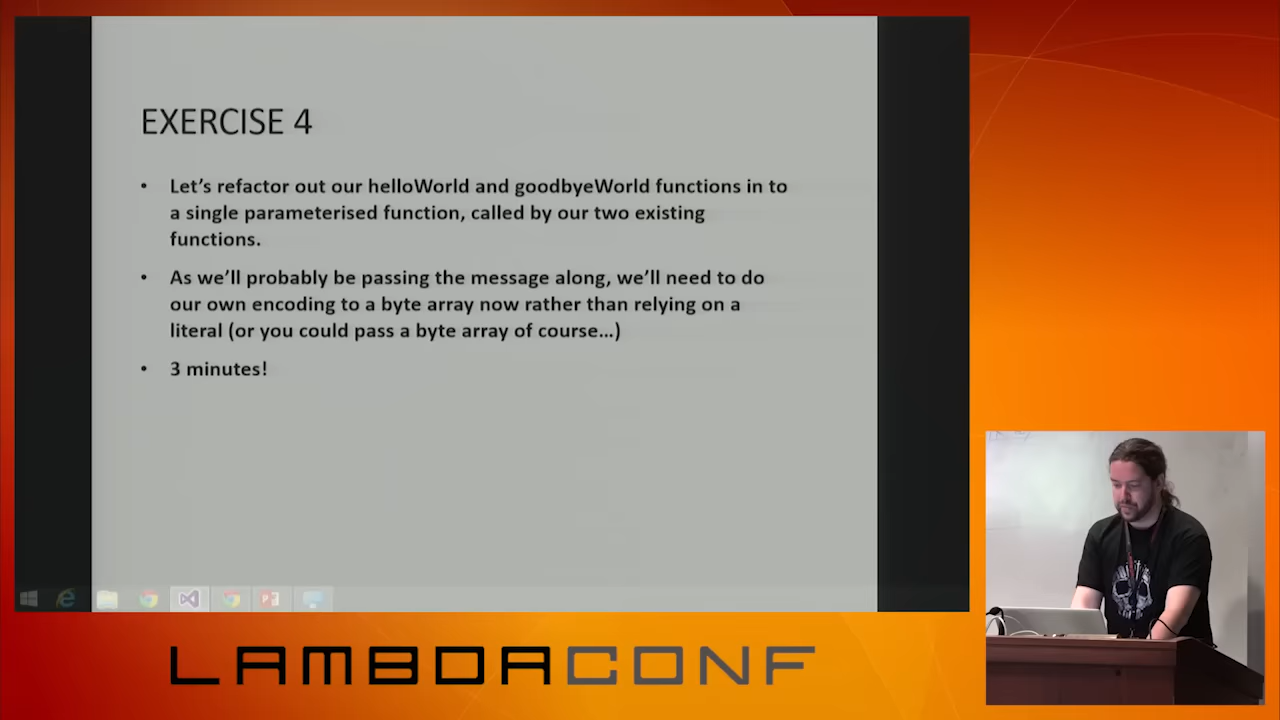 EXERCISE 4
• Let's refactor out our helloWorld and goodbyeWorld functions in to
a single parameterised function, called by our two existing
functions.
• As we'll probably be passing the message along, we'll need to do
our own encoding to a byte array now rather than relying on a
literal (or you could pass a byte array of course...)
• 3 minutes!
LAMBDACONF